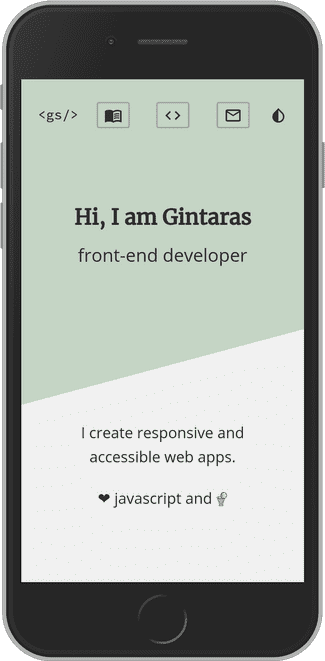 <gs/>
Hi, I am Gintaras
front-end developer
I create responsive and
accessible web apps.
❤ javascript and 🍦